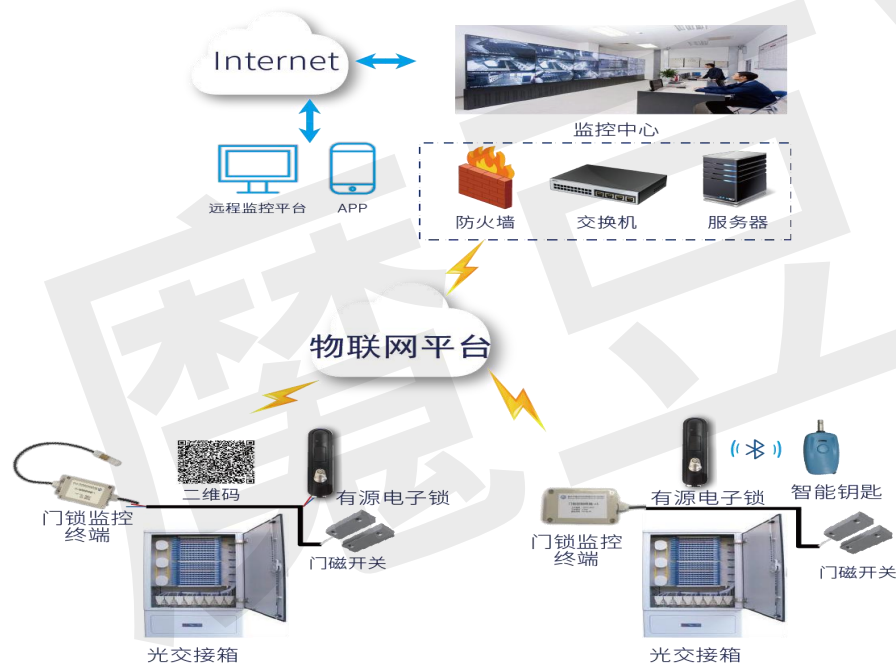 Internet
监控中心
远程监控平台
APP
防火墙
交换机
服务器
物联网平台
二维码
有源电子锁
门锁监控
终端
门磁开关
光交接箱
有源电子锁
智能钥匙
门锁监控
终端
门磁开关
光交接箱